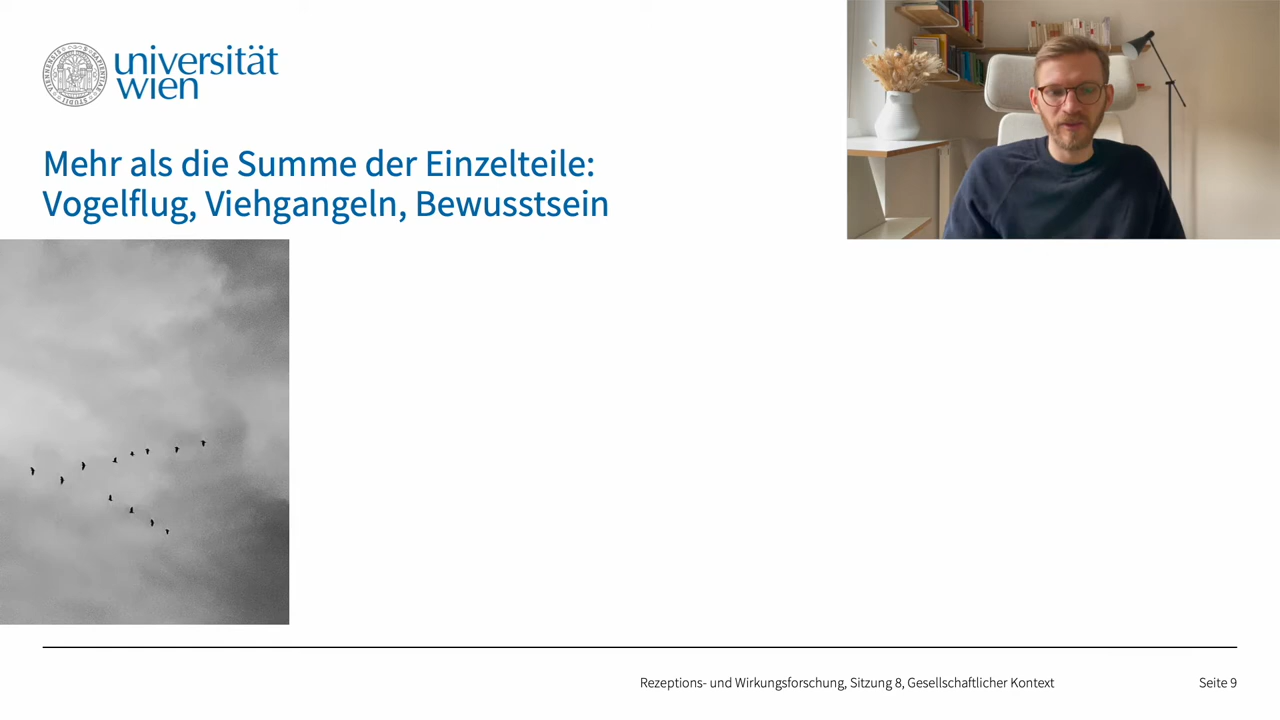 universität
wien
Mehr als die Summe der Einzelteile:
Vogelflug, Viehgangeln, Bewusstsein
Rezeptions- und Wirkungsforschung, Sitzung 8, Gesellschaftlicher Kontext
Seite 9